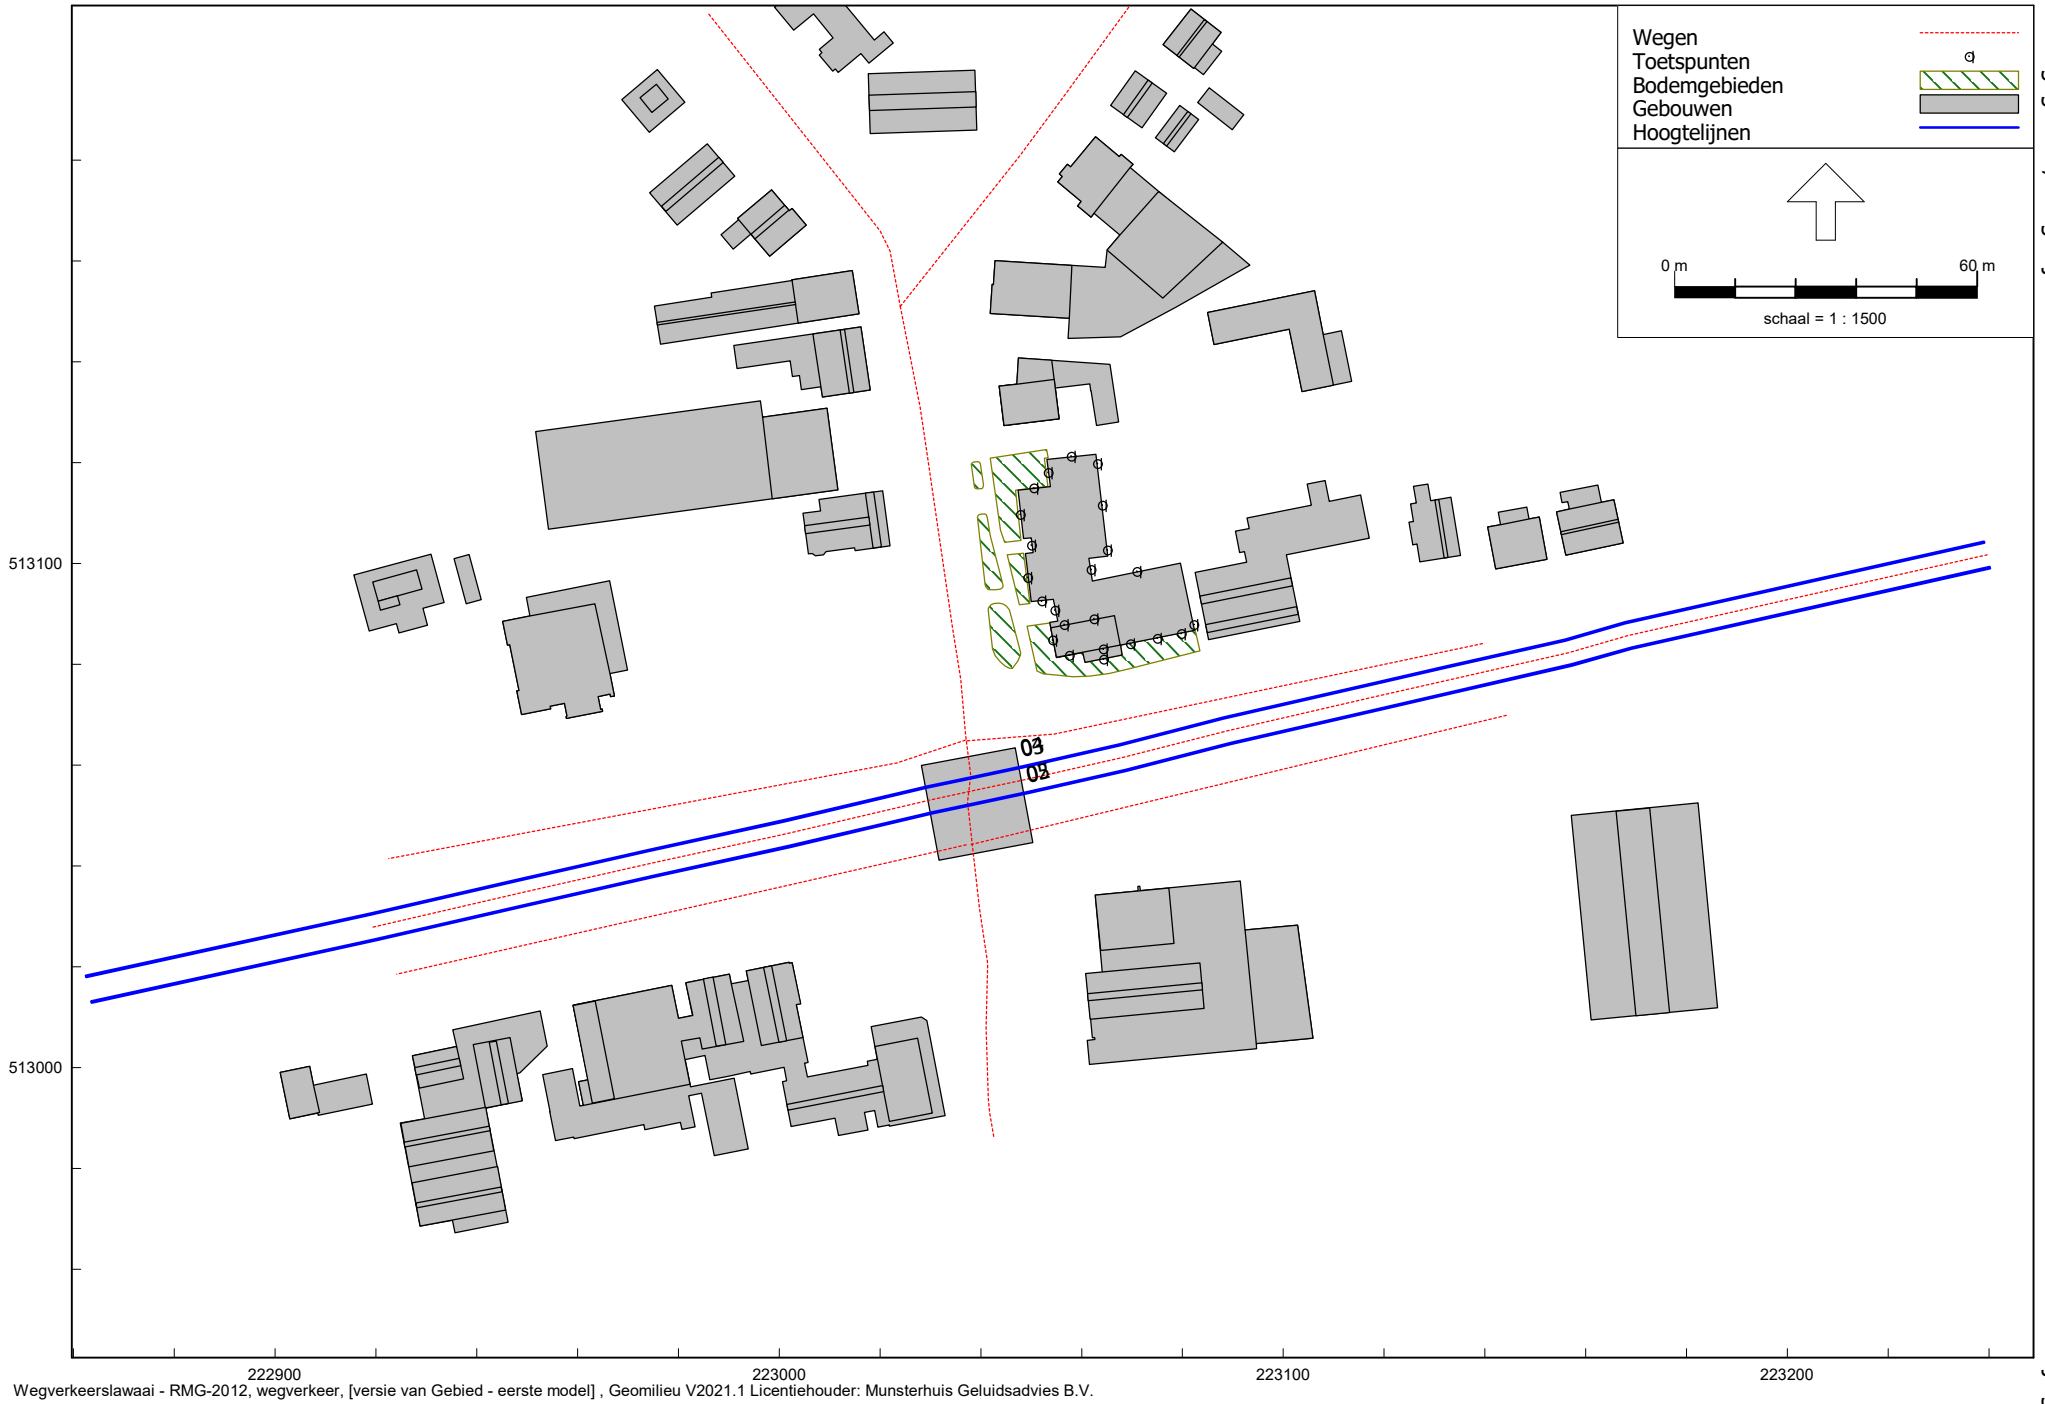 Wegen
Toetspunten
Bodemgebieden
Gebouwen
Hoogtelijnen
0 m 60 m
schaal = 1 : 1500
513100
513000
222900 223000 223100 223200
Wegverkeerslawaai - RMG-2012, wegverkeer, [versie van Gebied - eerste model] , Geomilieu V2021.1 Licentiehouder: Munsterhuis Geluidsadvies B.V.